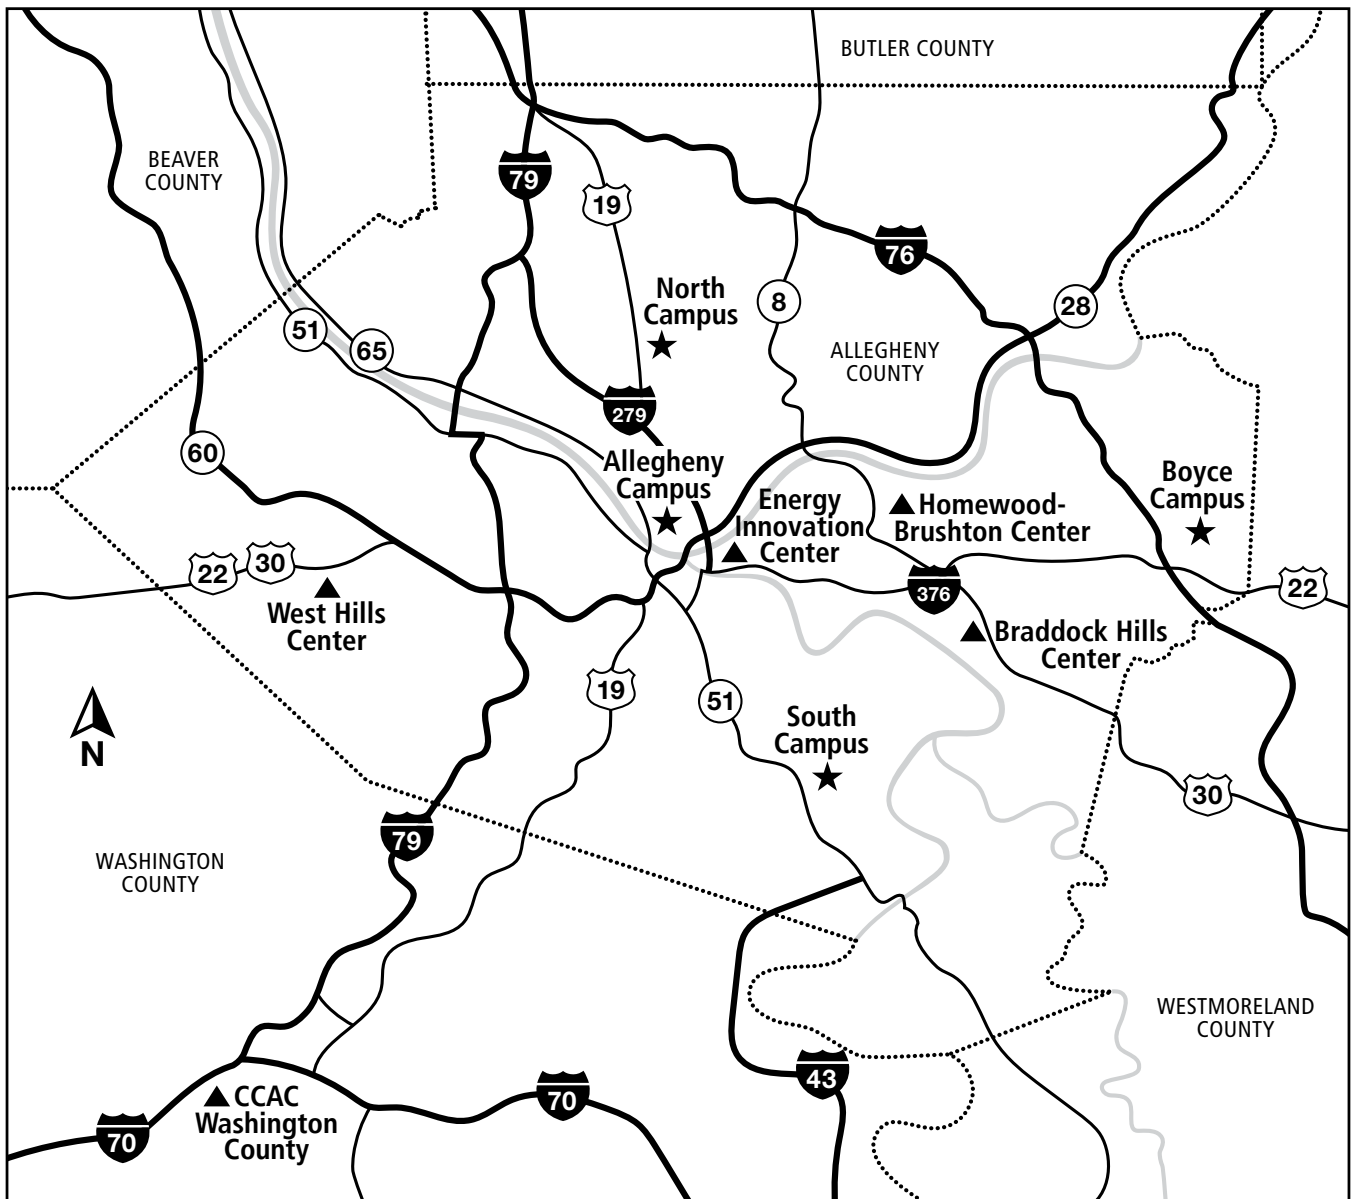 BUTLER COUNTY
BEAVER
COUNTY
79
19
76
North
Campus
8
28
51
65
ALLEGHENY
COUNTY
279
60
Allegheny
Campus
Boyce
Campus
Energy
Innovation
Center
Homewood-
Brushton Center
22
30
376
22
West Hills
Center
Braddock Hills
Center
19
51
South
Campus
N
30
79
WASHINGTON
COUNTY
WESTMORELAND
COUNTY
43
70
CCAC
Washington
County
70